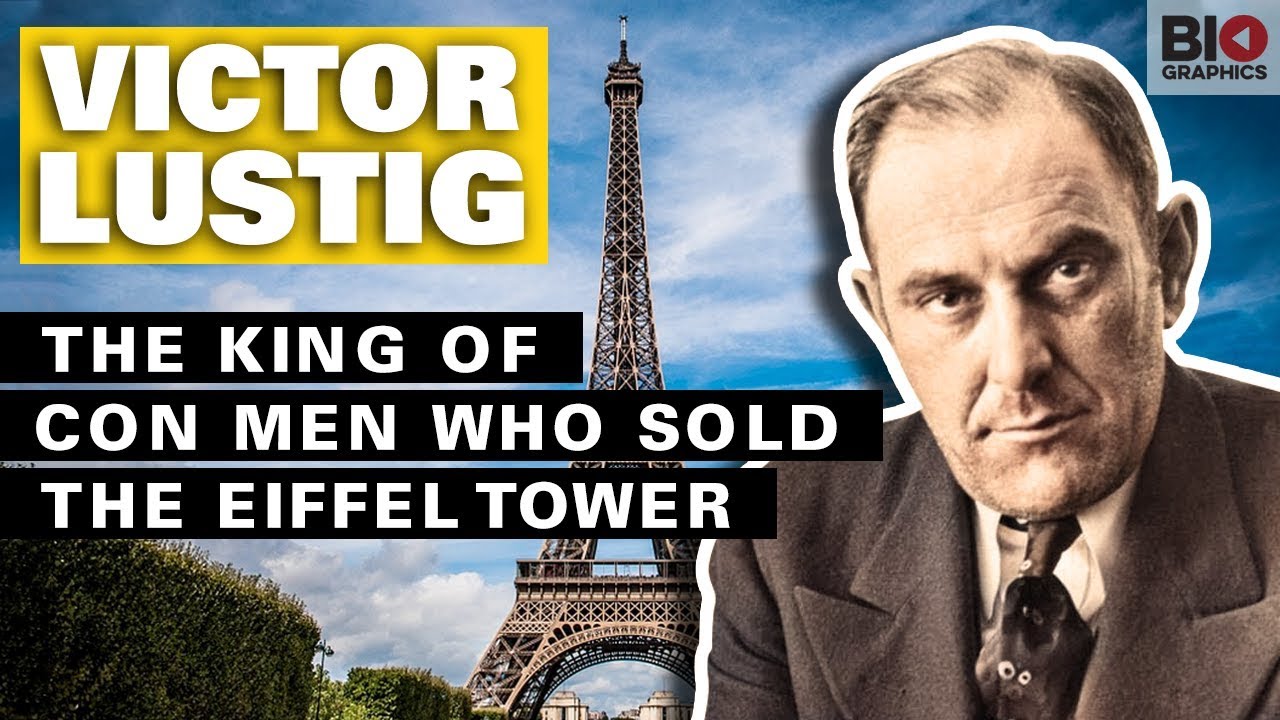 VICTOR
LUSTIG
THE KING OF
CON MEN WHO SOLD
THE EIFFEL TOWER
BIO
GRAPHICS